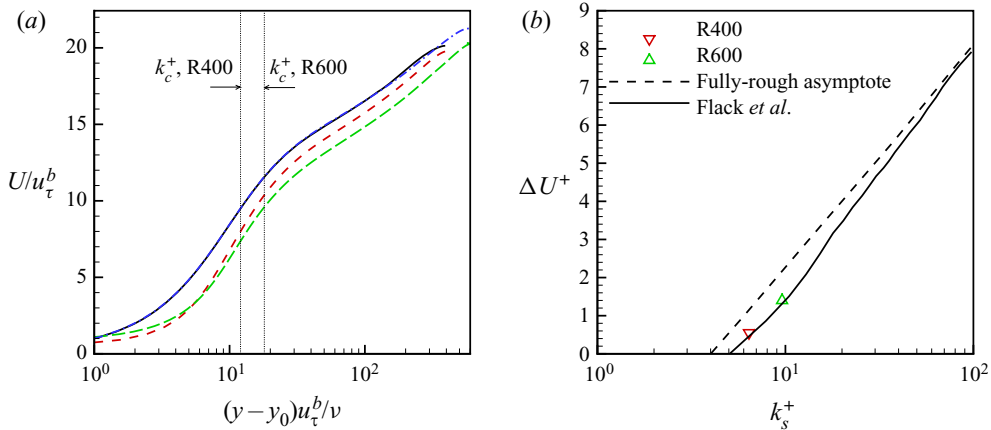 (a)
20
15
10
5
0
U/u_τ^b
k_c^+, R400
k_c^+, R600
10^0
10^1
10^2
(y – y_0)u_τ^b/ν
(b)
9
8
7
6
5
4
3
2
1
0
ΔU^+
R400
R600
Fully-rough asymptote
Flack et al.
10^0
10^1
10^2
k_s^+